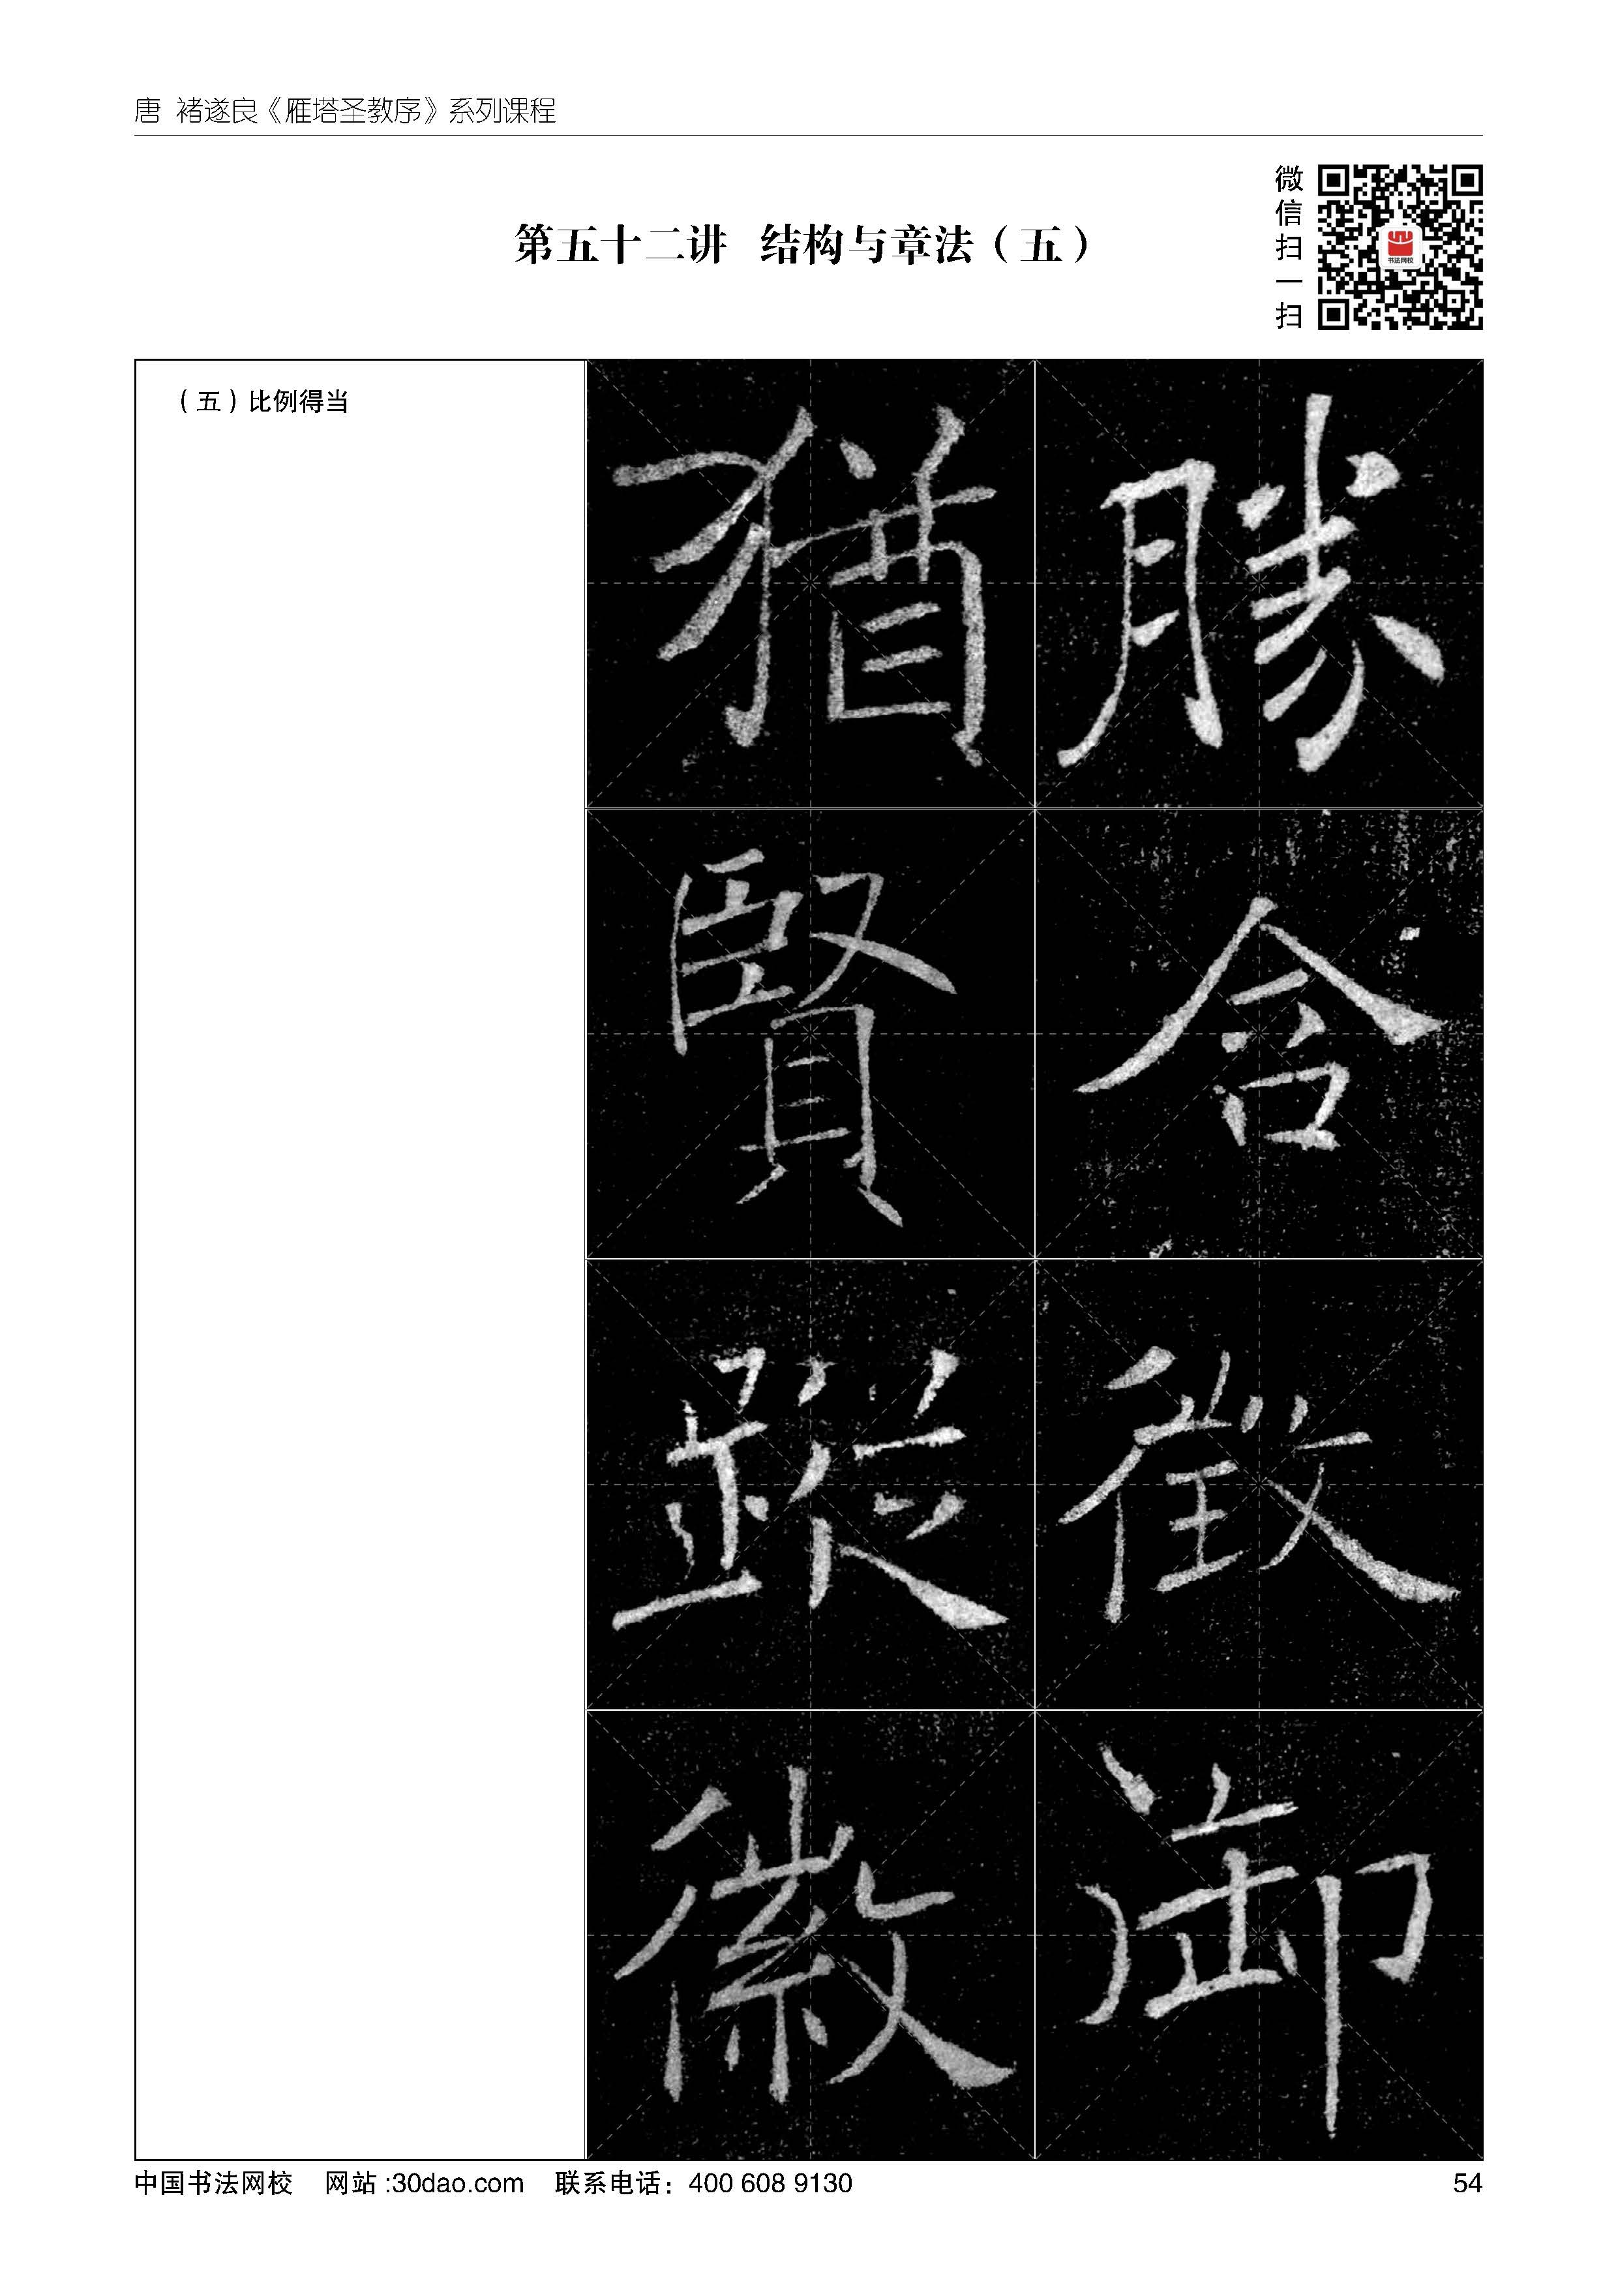 唐 褚遂良《雁塔圣教序》系列课程
第五十二讲 结构与章法（五）
微信扫一扫
书法网校
（五）比例得当
猶 勝
賢 含
蹤 徵
徽 御
中国书法网校 网站:30dao.com 联系电话：400 608 9130
54